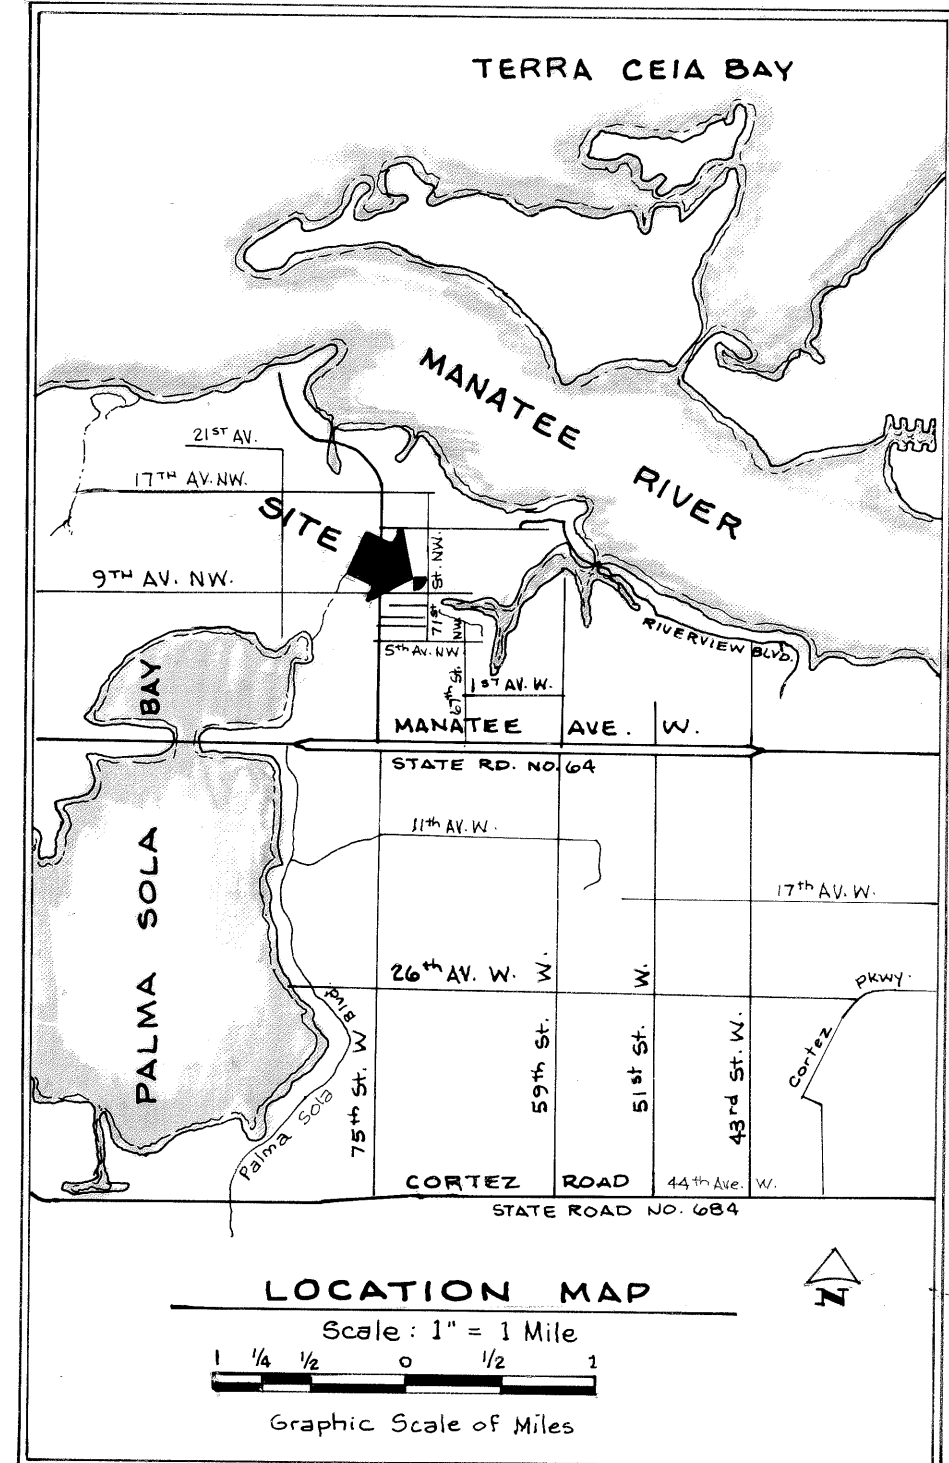 TERRA CEIA BAY
MANATEE
RIVER
21ST AV.
17TH AV. NW.
SITE
9TH AV. NW.
71st St. NW.
5th AV. NW.
67th St. NW
1ST AV. W.
RIVERVIEW BLVD.
BAY
MANATEE AVE. W.
STATE RD. NO. 64
11th AV. W.
17th AV. W.
PALMA SOLA
26th AV. W.
PKWY.
Cortez
Palma Sola Blvd.
75th St. W
59th St. W.
51st St. W.
43rd St. W.
CORTEZ ROAD 44th Ave. W.
STATE ROAD NO. 684
LOCATION MAP
N
Scale : 1" = 1 Mile
1 1/4 1/2 0 1/2 1
Graphic Scale of Miles